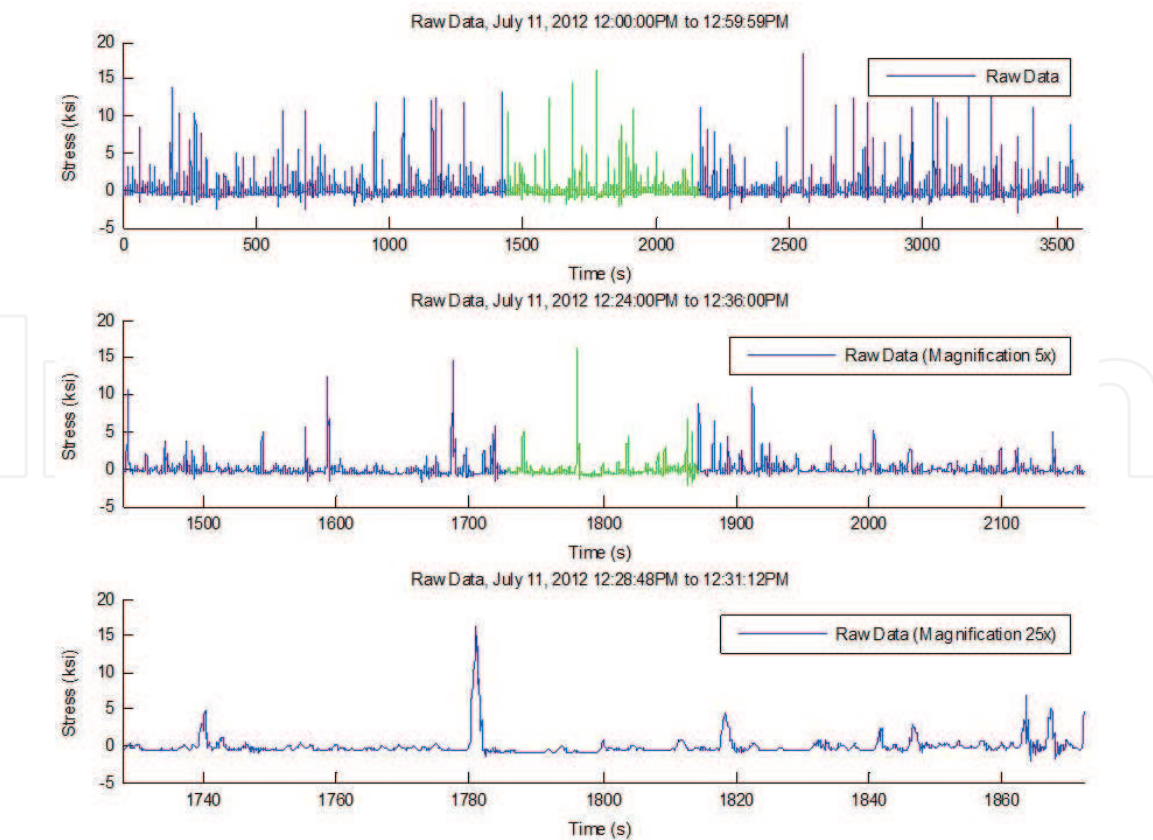 Raw Data, July 11, 2012 12:00:00PM to 12:59:59PM
20
15
10
5
0
-5
Stress (ksi)
Raw Data
0 500 1000 1500 2000 2500 3000 3500
Time (s)
Raw Data, July 11, 2012 12:24:00PM to 12:36:00PM
20
15
10
5
0
-5
Stress (ksi)
Raw Data (Magnification 5x)
1500 1600 1700 1800 1900 2000 2100
Time (s)
Raw Data, July 11, 2012 12:28:48PM to 12:31:12PM
20
15
10
5
0
-5
Stress (ksi)
Raw Data (Magnification 25x)
1740 1760 1780 1800 1820 1840 1860
Time (s)